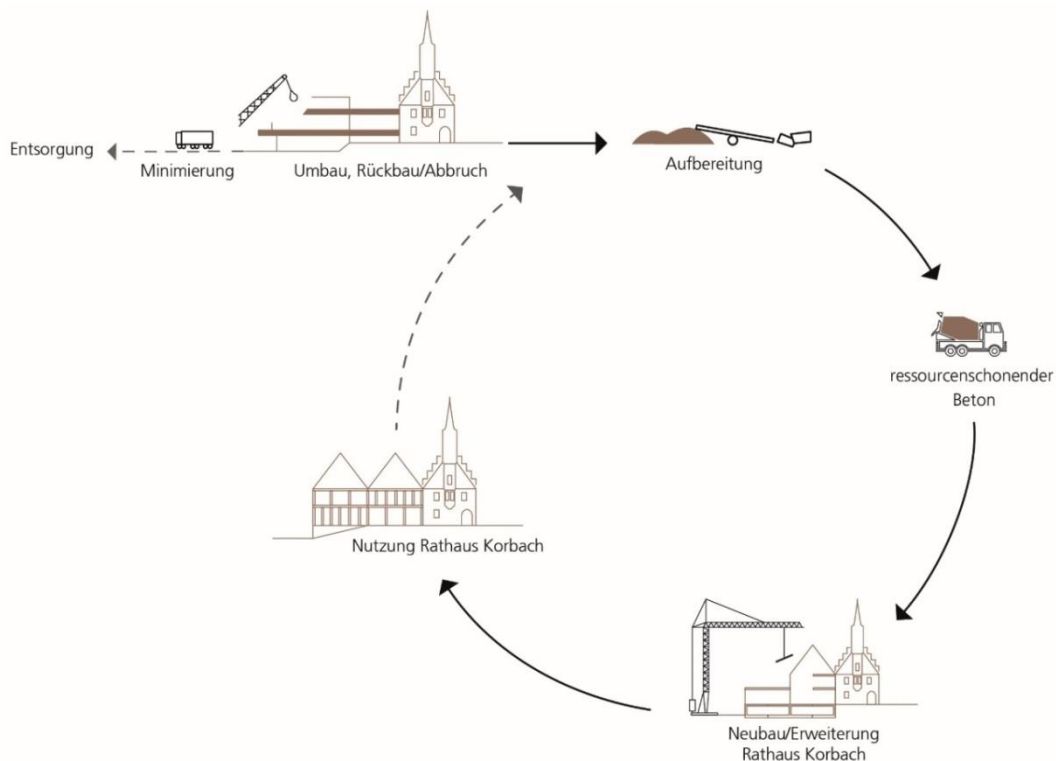 Entsorgung
Minimierung
Umbau, Rückbau/Abbruch
Aufbereitung
ressourcenschonender
Beton
Neubau/Erweiterung
Rathaus Korbach
Nutzung Rathaus Korbach